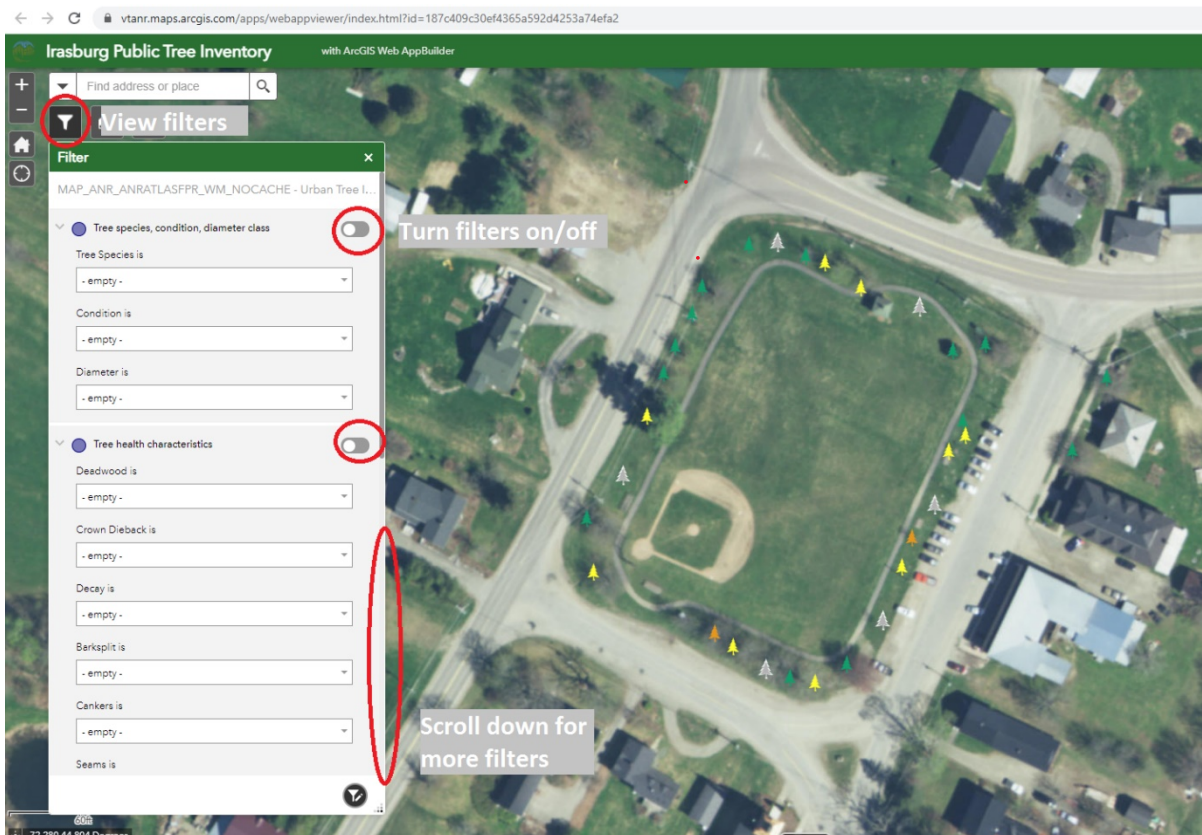 vtanr.maps.arcgis.com/apps/webappviewer/index.html?id=187c409c30ef4365a592d4253a74efa2
Irasburg Public Tree Inventory with ArcGIS Web AppBuilder
Find address or place
View filters
Filter
MAP_ANR_ANRATLASFPR_WM_NOCACHE - Urban Tree I...
Tree species, condition, diameter class
Turn filters on/off
Tree Species is
- empty -
Condition is
- empty -
Diameter is
- empty -
Tree health characteristics
Deadwood is
- empty -
Crown Dieback is
- empty -
Decay is
- empty -
Barksplit is
- empty -
Cankers is
- empty -
Scroll down for
more filters
Seams is
60ft